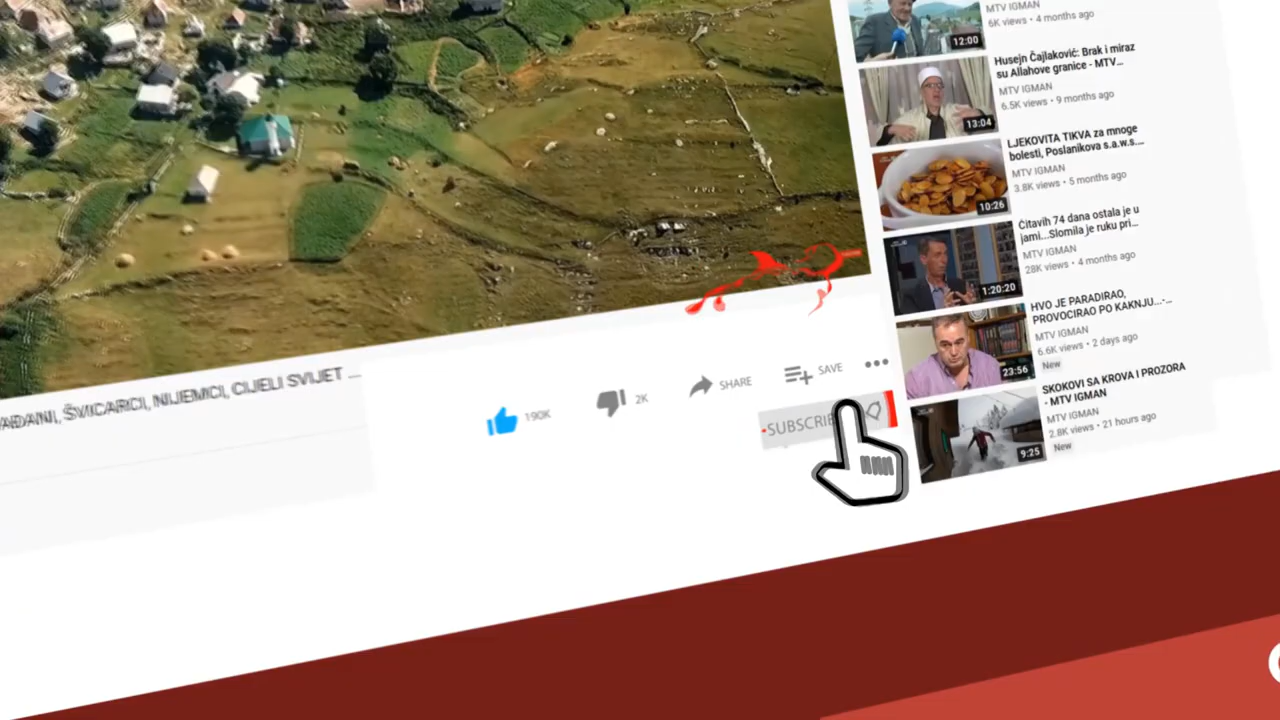 MTV IGMAN
6K views • 4 months ago
12:00
Husejn Čajlaković: Brak i miraz
su Allahove granice - MTV...
MTV IGMAN
6.5K views • 9 months ago
13:04
LJEKOVITA TIKVA za mnoge
bolesti, Poslanikova s.a.w.s....
MTV IGMAN
3.8K views • 5 months ago
10:26
Čitavih 74 dana ostala je u
jami...Slomila je ruku pri...
MTV IGMAN
28K views • 4 months ago
1:20:20
HVO JE PARADIRAO,
PROVOCIRAO PO KAKNJU...-...
MTV IGMAN
6.6K views • 2 days ago
New
23:56
SKOKOVI SA KROVA I PROZORA
- MTV IGMAN
MTV IGMAN
2.8K views • 21 hours ago
New
9:25
ADANI, ŠVICARCI, NIJEMCI, CIJELI SVIJET ...
190K
2K
SHARE
SAVE
SUBSCRIBE